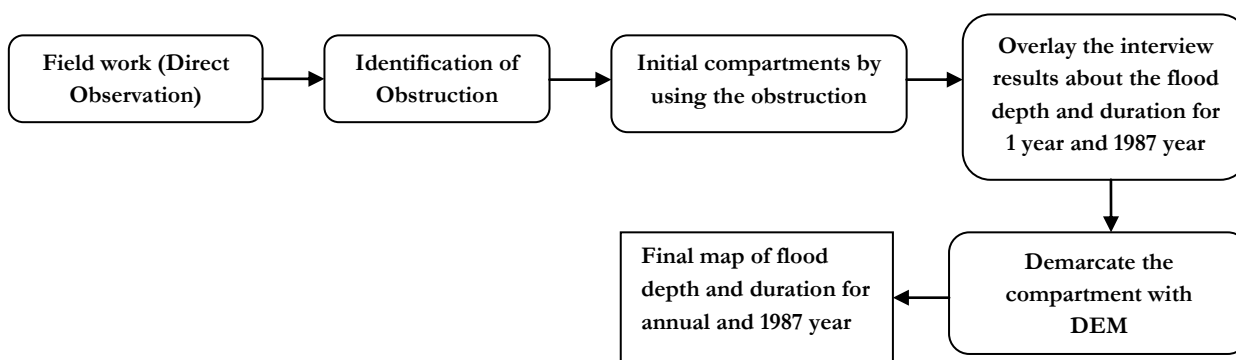 Field work (Direct
Observation)
Identification of
Obstruction
Initial compartments by
using the obstruction
Overlay the interview
results about the flood
depth and duration for
1 year and 1987 year
Demarcate the
compartment with
DEM
Final map of flood
depth and duration for
annual and 1987 year